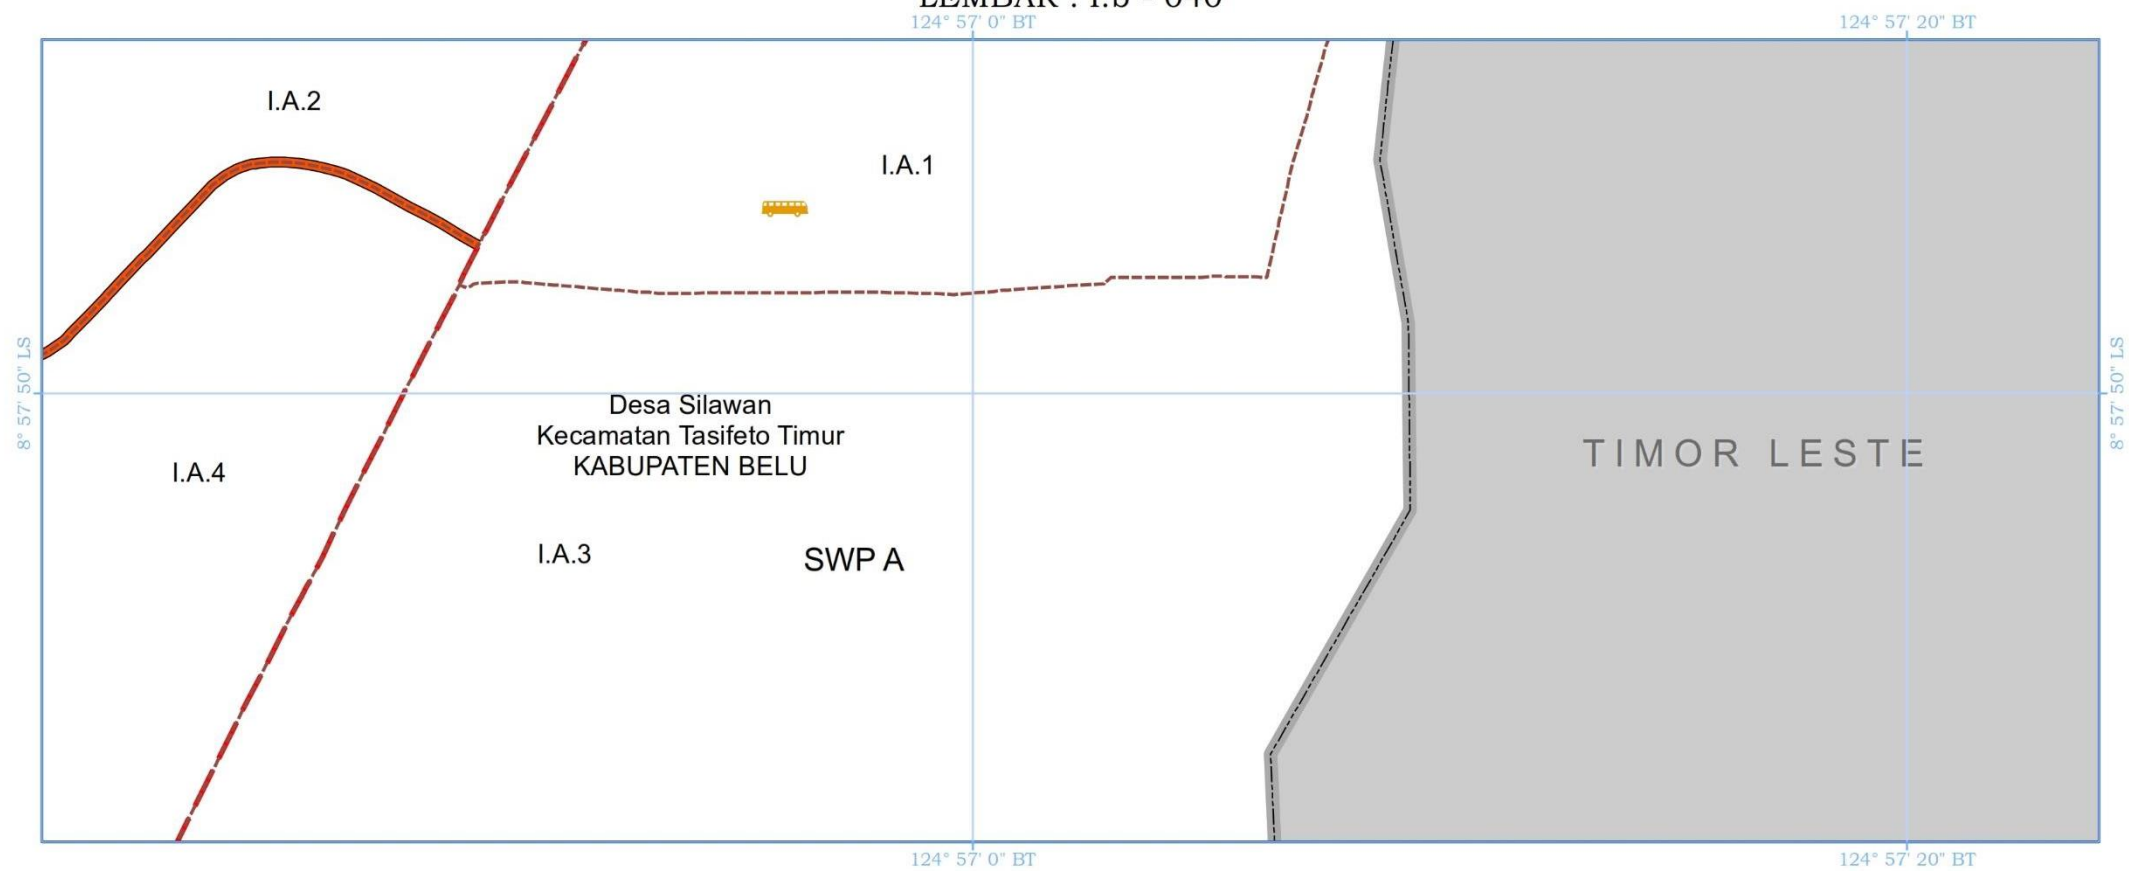 124° 57' 0" BT
124° 57' 20" BT
I.A.2
I.A.1
8° 57' 50" LS
8° 57' 50" LS
Desa Silawan
Kecamatan Tasifeto Timur
KABUPATEN BELU
TIMOR LESTE
I.A.4
I.A.3
SWP A
124° 57' 0" BT
124° 57' 20" BT